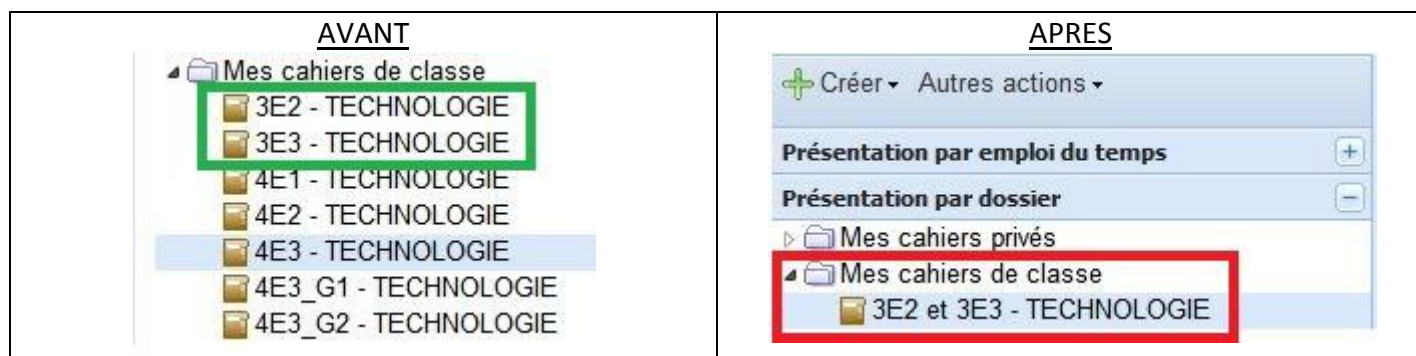 AVANT
Mes cahiers de classe
3E2 - TECHNOLOGIE
3E3 - TECHNOLOGIE
4E1 - TECHNOLOGIE
4E2 - TECHNOLOGIE
4E3 - TECHNOLOGIE
4E3_G1 - TECHNOLOGIE
4E3_G2 - TECHNOLOGIE
APRES
Créer Autres actions
Présentation par emploi du temps
Présentation par dossier
Mes cahiers privés
Mes cahiers de classe
3E2 et 3E3 - TECHNOLOGIE